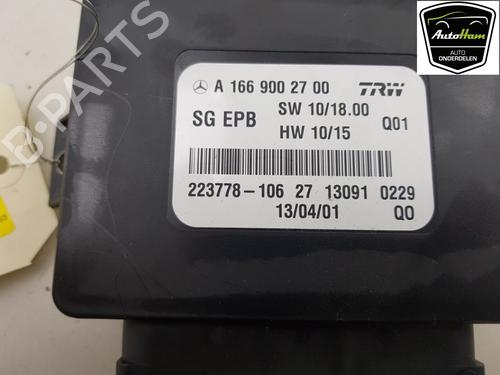 AutoHam
AUTO
ONDERDELEN
A 166 900 27 00 TRW
SG EPB SW 10/18.00 Q01
HW 10/15
223778-106 27 13091 0229
13/04/01 QO
B-PARTS